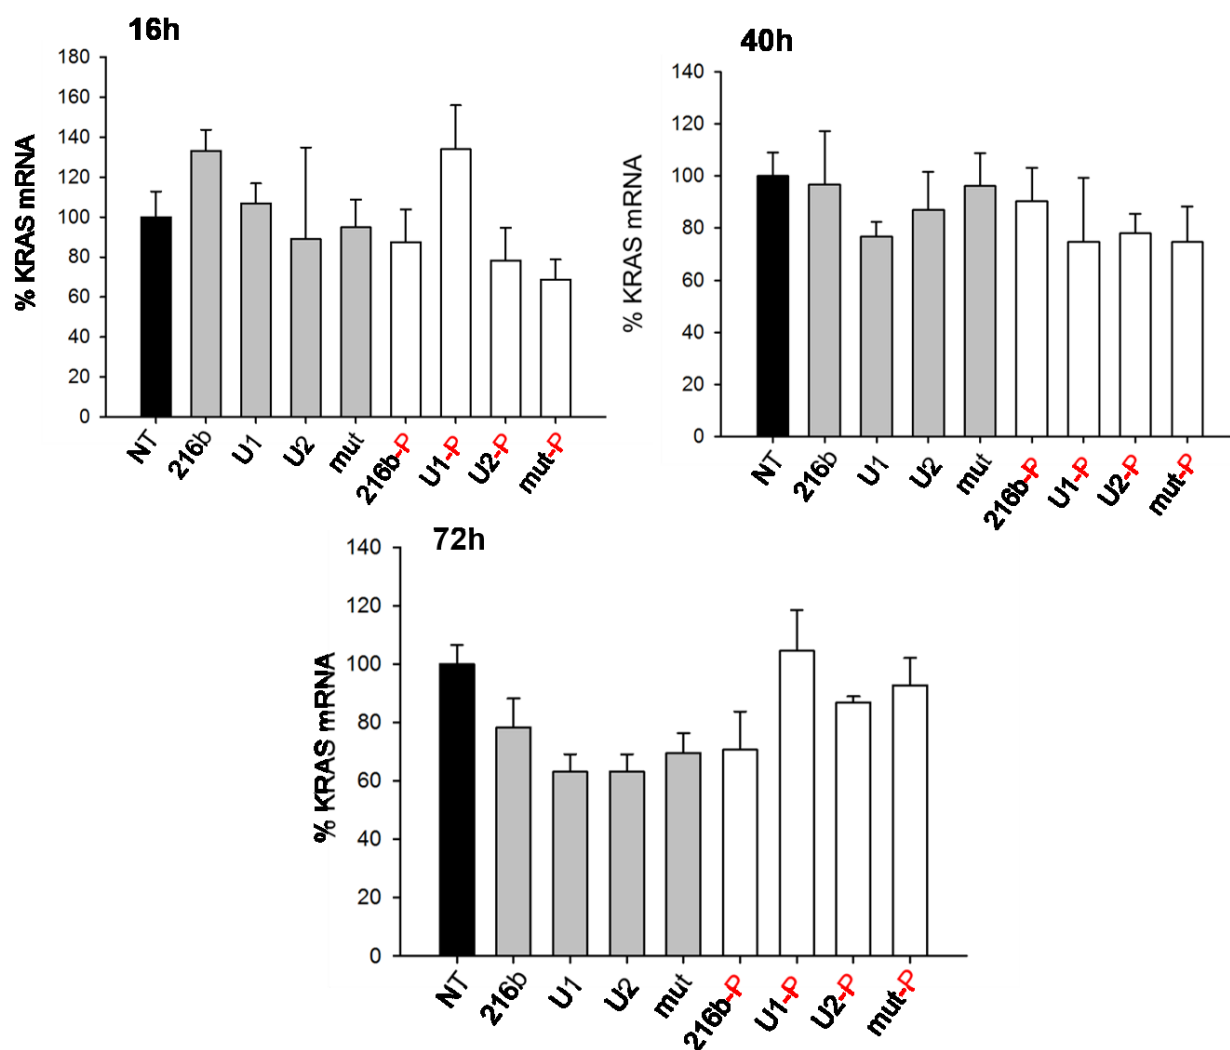 16h
% KRAS mRNA
180
160
140
120
100
80
60
40
20
0
NT
216b
U1
U2
mut
216b-P
U1-P
U2-P
mut-P
40h
% KRAS mRNA
140
120
100
80
60
40
20
0
NT
216b
U1
U2
mut
216b-P
U1-P
U2-P
mut-P
72h
% KRAS mRNA
140
120
100
80
60
40
20
0
NT
216b
U1
U2
mut
216b-P
U1-P
U2-P
mut-P